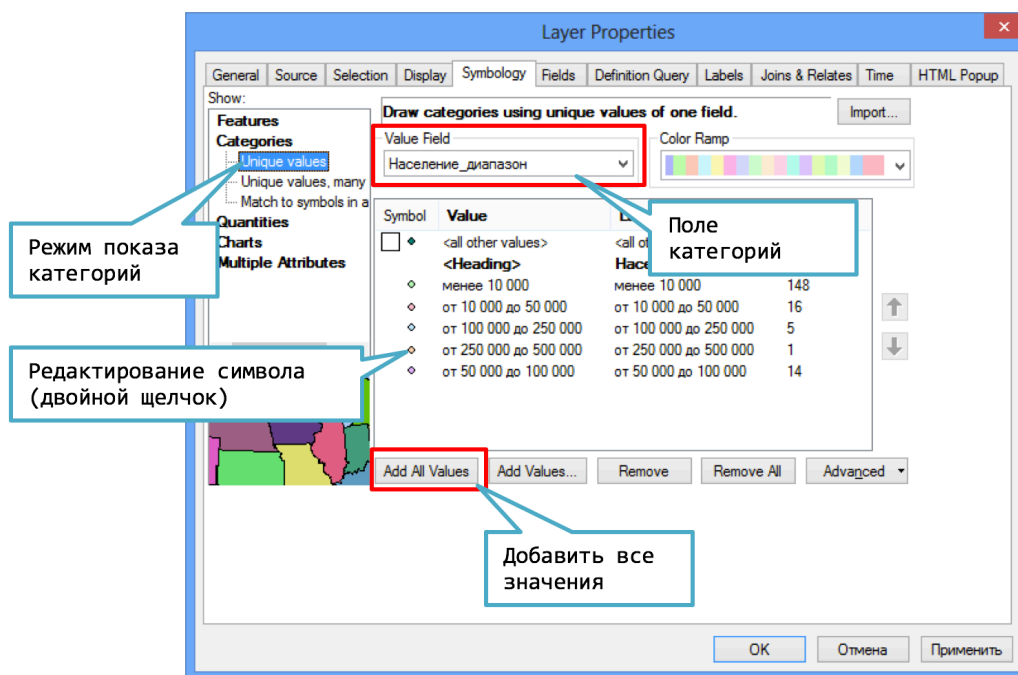 Layer Properties
×
General Source Selection Display Symbology Fields Definition Query Labels Joins & Relates Time HTML Popup
Show:
Features
Categories
Unique values
Unique values, many
Match to symbols in a
Quantities
Charts
Multiple Attributes
Draw categories using unique values of one field.
Import...
Value Field
Население_диапазон
Color Ramp
Symbol Value
<all other values> <all ot
<Heading> Насе
менее 10 000 менее 10 000 148
от 10 000 до 50 000 от 10 000 до 50 000 16
от 100 000 до 250 000 от 100 000 до 250 000 5
от 250 000 до 500 000 от 250 000 до 500 000 1
от 50 000 до 100 000 от 50 000 до 100 000 14
Режим показа
категорий
Поле
категорий
Редактирование символа
(двойной щелчок)
Add All Values Add Values... Remove Remove All Advanced
Добавить все
значения
OK Отмена Применить